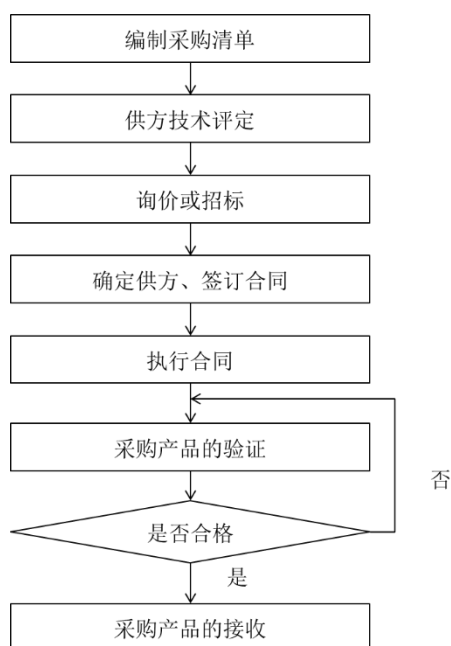 编制采购清单
供方技术评定
询价或招标
确定供方、签订合同
执行合同
采购产品的验证
否
是否合格
是
采购产品的接收